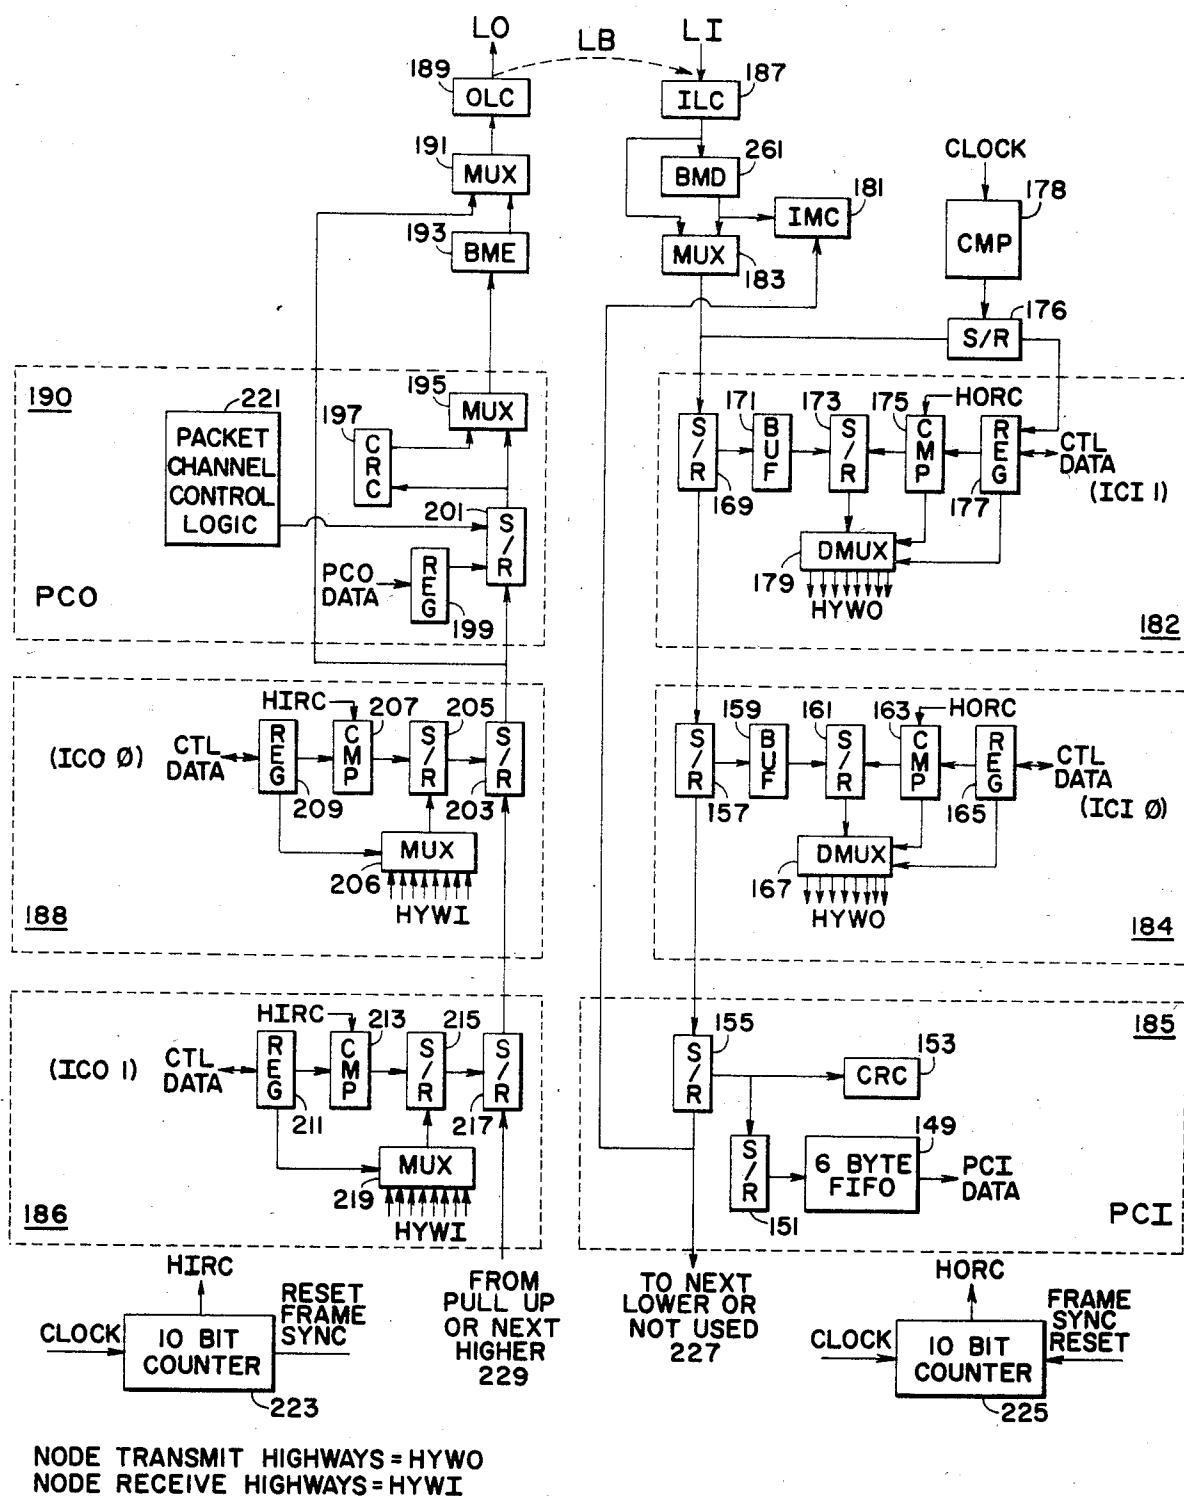 LO
LB
LI
189
OLC
187
ILC
191
MUX
261
BMD
CLOCK
181
IMC
178
CMP
193
BME
MUX
183
176
S/R
190
221
PACKET
CHANNEL
CONTROL
LOGIC
195
MUX
197
CRC
201
S/R
PCO
DATA
REG
199
PCO
HORC
171
173
175
S/R
BUF
S/R
CMP
REG
CTL
DATA
(ICI 1)
169
177
DMUX
179
HYWO
182
HIRC
207
205
(ICO 0)
CTL
DATA
REG
CMP
S/R
S/R
209
203
MUX
206
HYWI
188
HORC
159
161
163
S/R
BUF
S/R
CMP
REG
CTL
DATA
(ICI 0)
157
165
DMUX
167
HYWO
184
HIRC
213
215
(ICO 1)
CTL
DATA
REG
CMP
S/R
S/R
211
217
MUX
219
HYWI
186
155
185
S/R
153
CRC
149
S/R
6 BYTE
FIFO
PCI
DATA
151
PCI
HIRC
RESET
FRAME
SYNC
CLOCK
10 BIT
COUNTER
223
FROM
PULL UP
OR NEXT
HIGHER
229
TO NEXT
LOWER OR
NOT USED
227
HORC
FRAME
SYNC
RESET
CLOCK
10 BIT
COUNTER
225
NODE TRANSMIT HIGHWAYS=HYWO
NODE RECEIVE HIGHWAYS=HYWI